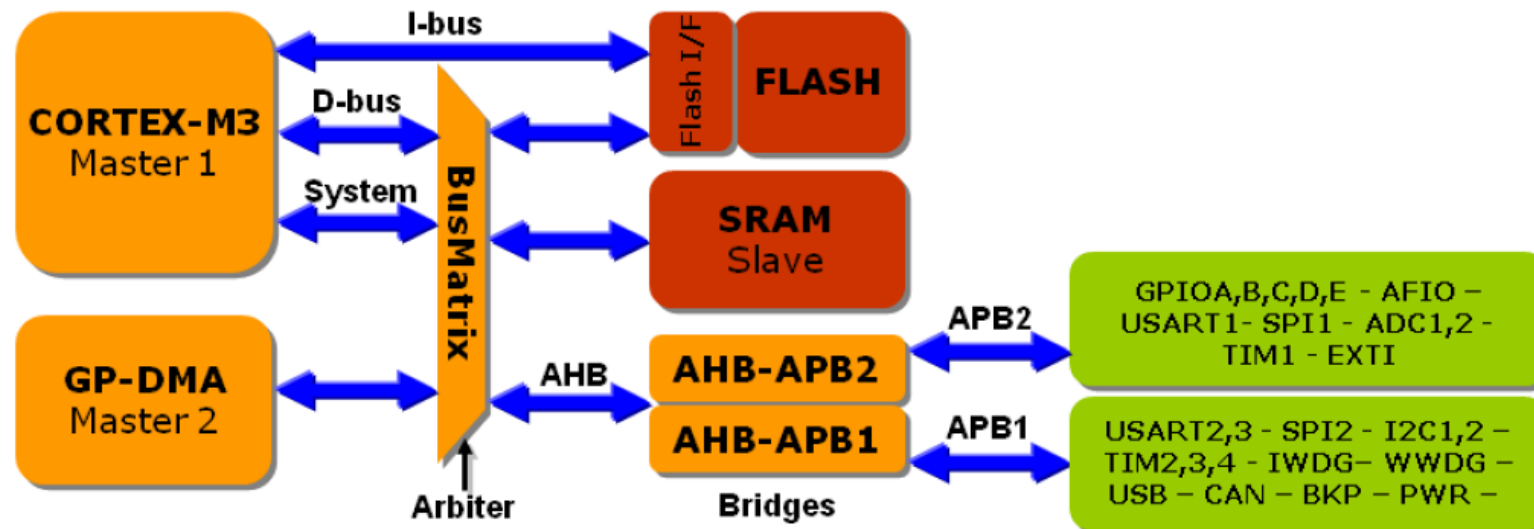 I-bus
CORTEX-M3
Master 1
D-bus
System
BusMatrix
Flash I/F
FLASH
SRAM
Slave
GP-DMA
Master 2
AHB
AHB-APB2
AHB-APB1
Bridges
Arbiter
APB2
GPIOA,B,C,D,E - AFIO –
USART1- SPI1 - ADC1,2 -
TIM1 - EXTI
APB1
USART2,3 - SPI2 - I2C1,2 –
TIM2,3,4 - IWDG– WWDG –
USB – CAN – BKP – PWR –